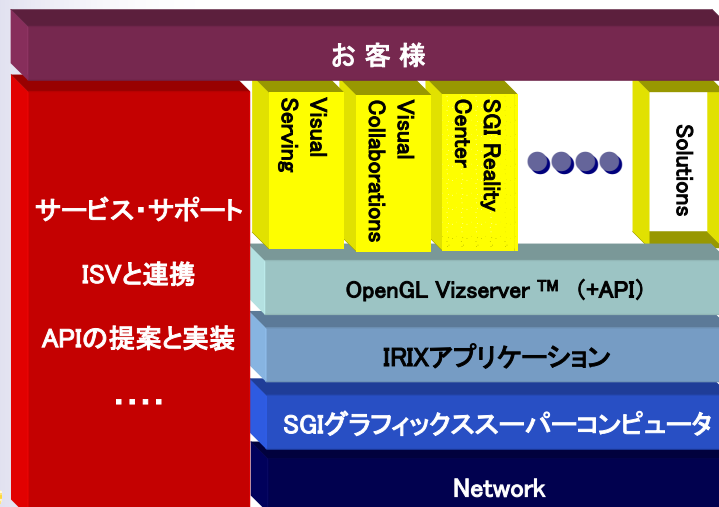 お客様
サービス・サポート
ISVと連携
APIの提案と実装
‥‥
Visual
Serving
Visual
Collaborations
SGI Reality
Center
Solutions
OpenGL Vizserver ™ （+API）
IRIXアプリケーション
SGIグラフィックススーパーコンピュータ
Network